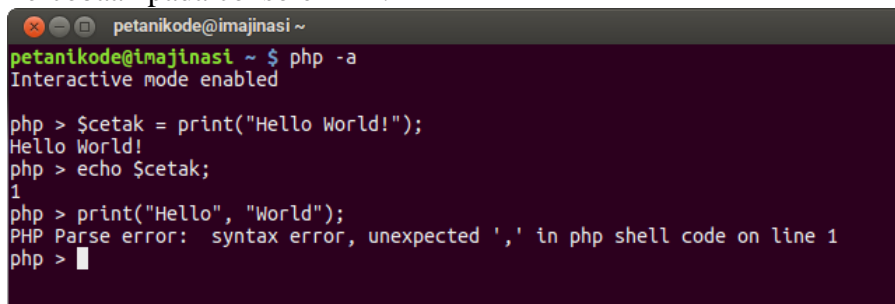 petanikode@imajinasi ~
petanikode@imajinasi ~ $ php -a
Interactive mode enabled
php > $cetak = print("Hello World!");
Hello World!
php > echo $cetak;
1
php > print("Hello", "World");
PHP Parse error:  syntax error, unexpected ',' in php shell code on line 1
php >